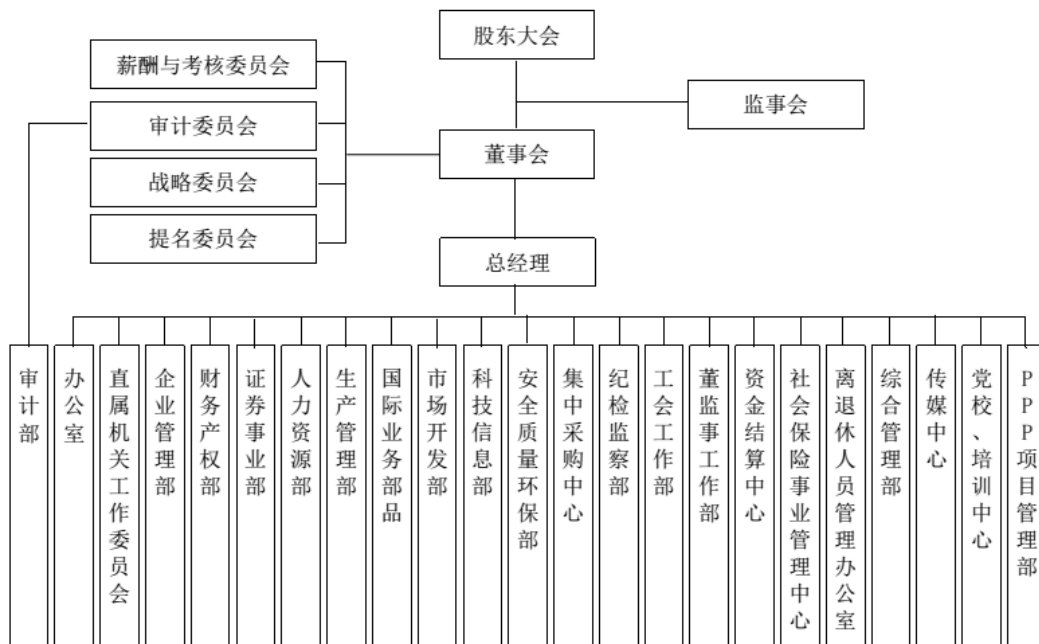 股东大会
薪酬与考核委员会
监事会
审计委员会
董事会
战略委员会
提名委员会
总经理
审计部
办公室
直属机关工作委员会
企业管理部
财务产权部
证券事业部
人力资源部
生产管理部
国际业务部品
市场开发部
科技信息部
安全质量环保部
集中采购中心
纪检监察部
工会工作部
董监事工作部
资金结算中心
社会保险事业管理中心
离退休人员管理办公室
综合管理部
传媒中心
党校、培训中心
PPP项目管理部